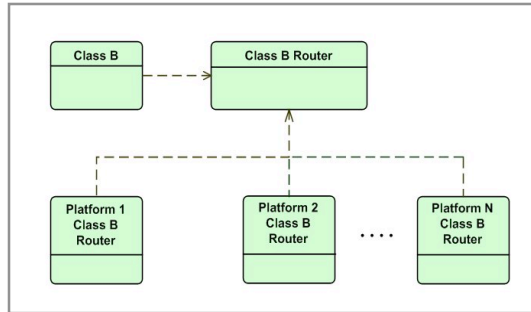 Class B
Class B Router
Platform 1
Class B
Router
Platform 2
Class B
Router
....
Platform N
Class B
Router